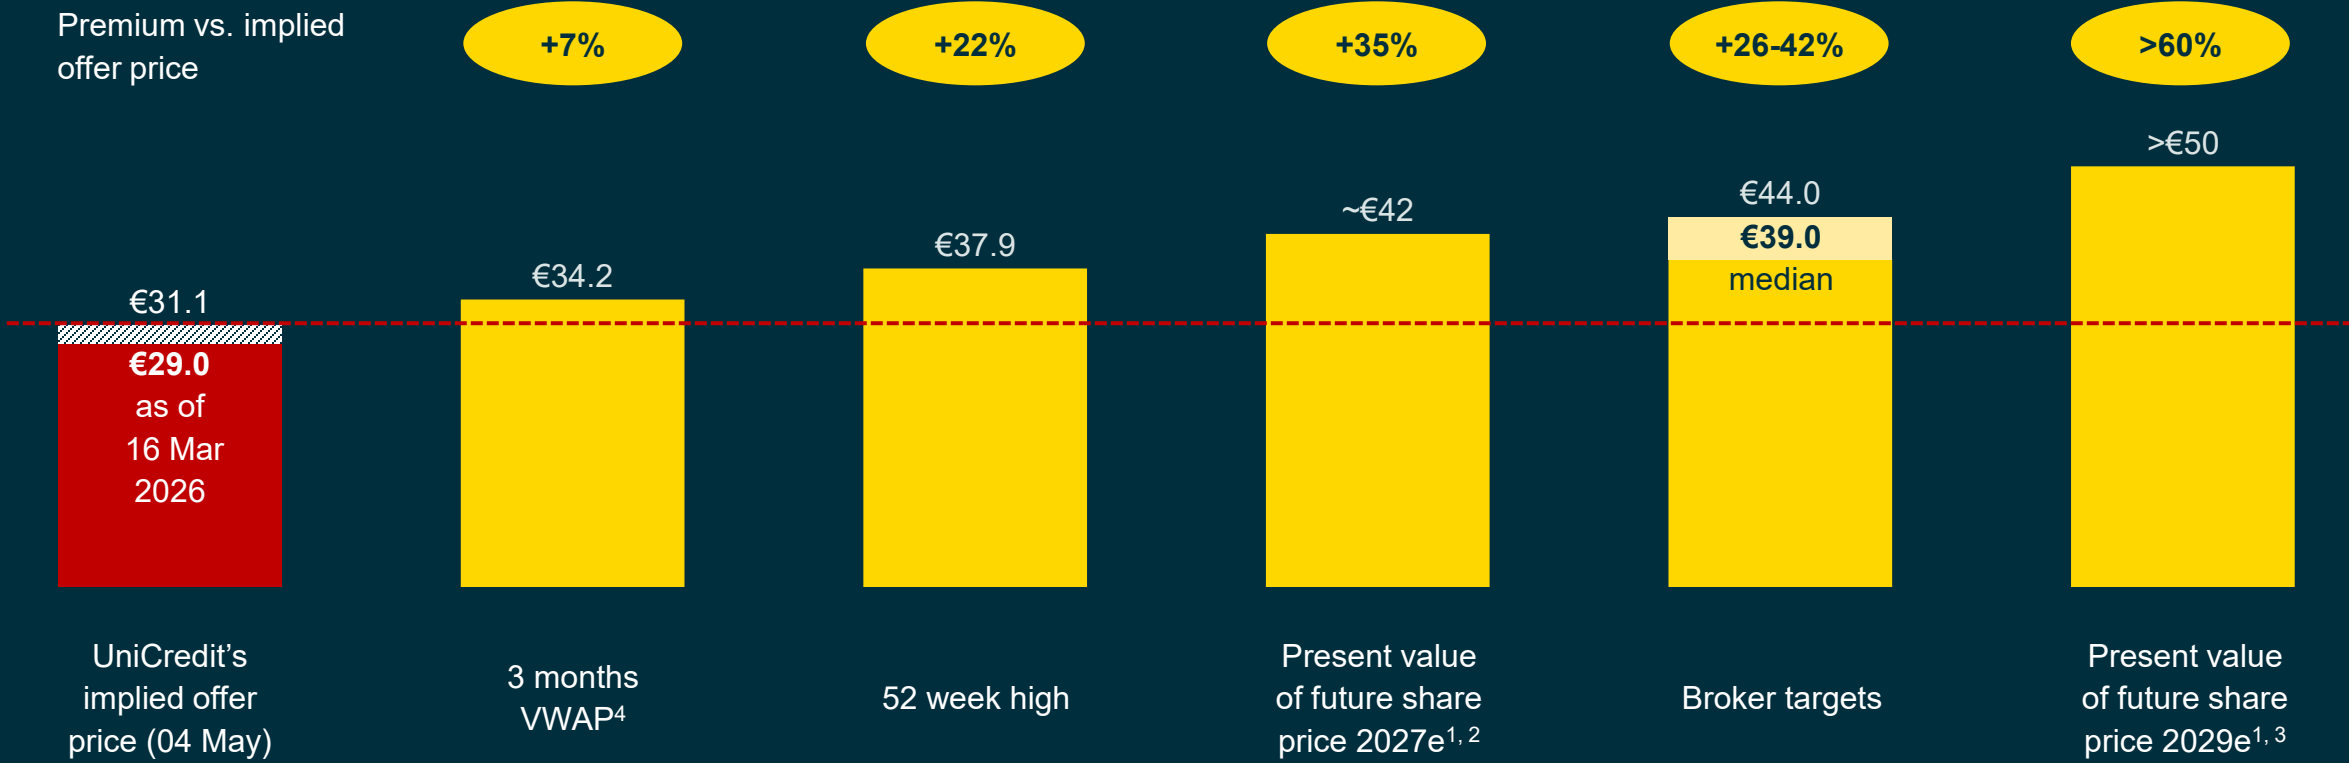 Premium vs. implied
offer price
+7%
+22%
+35%
+26-42%
>60%
€31.1
€29.0
as of
16 Mar
2026
€34.2
€37.9
~€42
€44.0
€39.0
median
>€50
UniCredit’s
implied offer
price (04 May)
3 months
VWAP4
52 week high
Present value
of future share
price 2027e1, 2
Broker targets
Present value
of future share
price 2029e1, 3